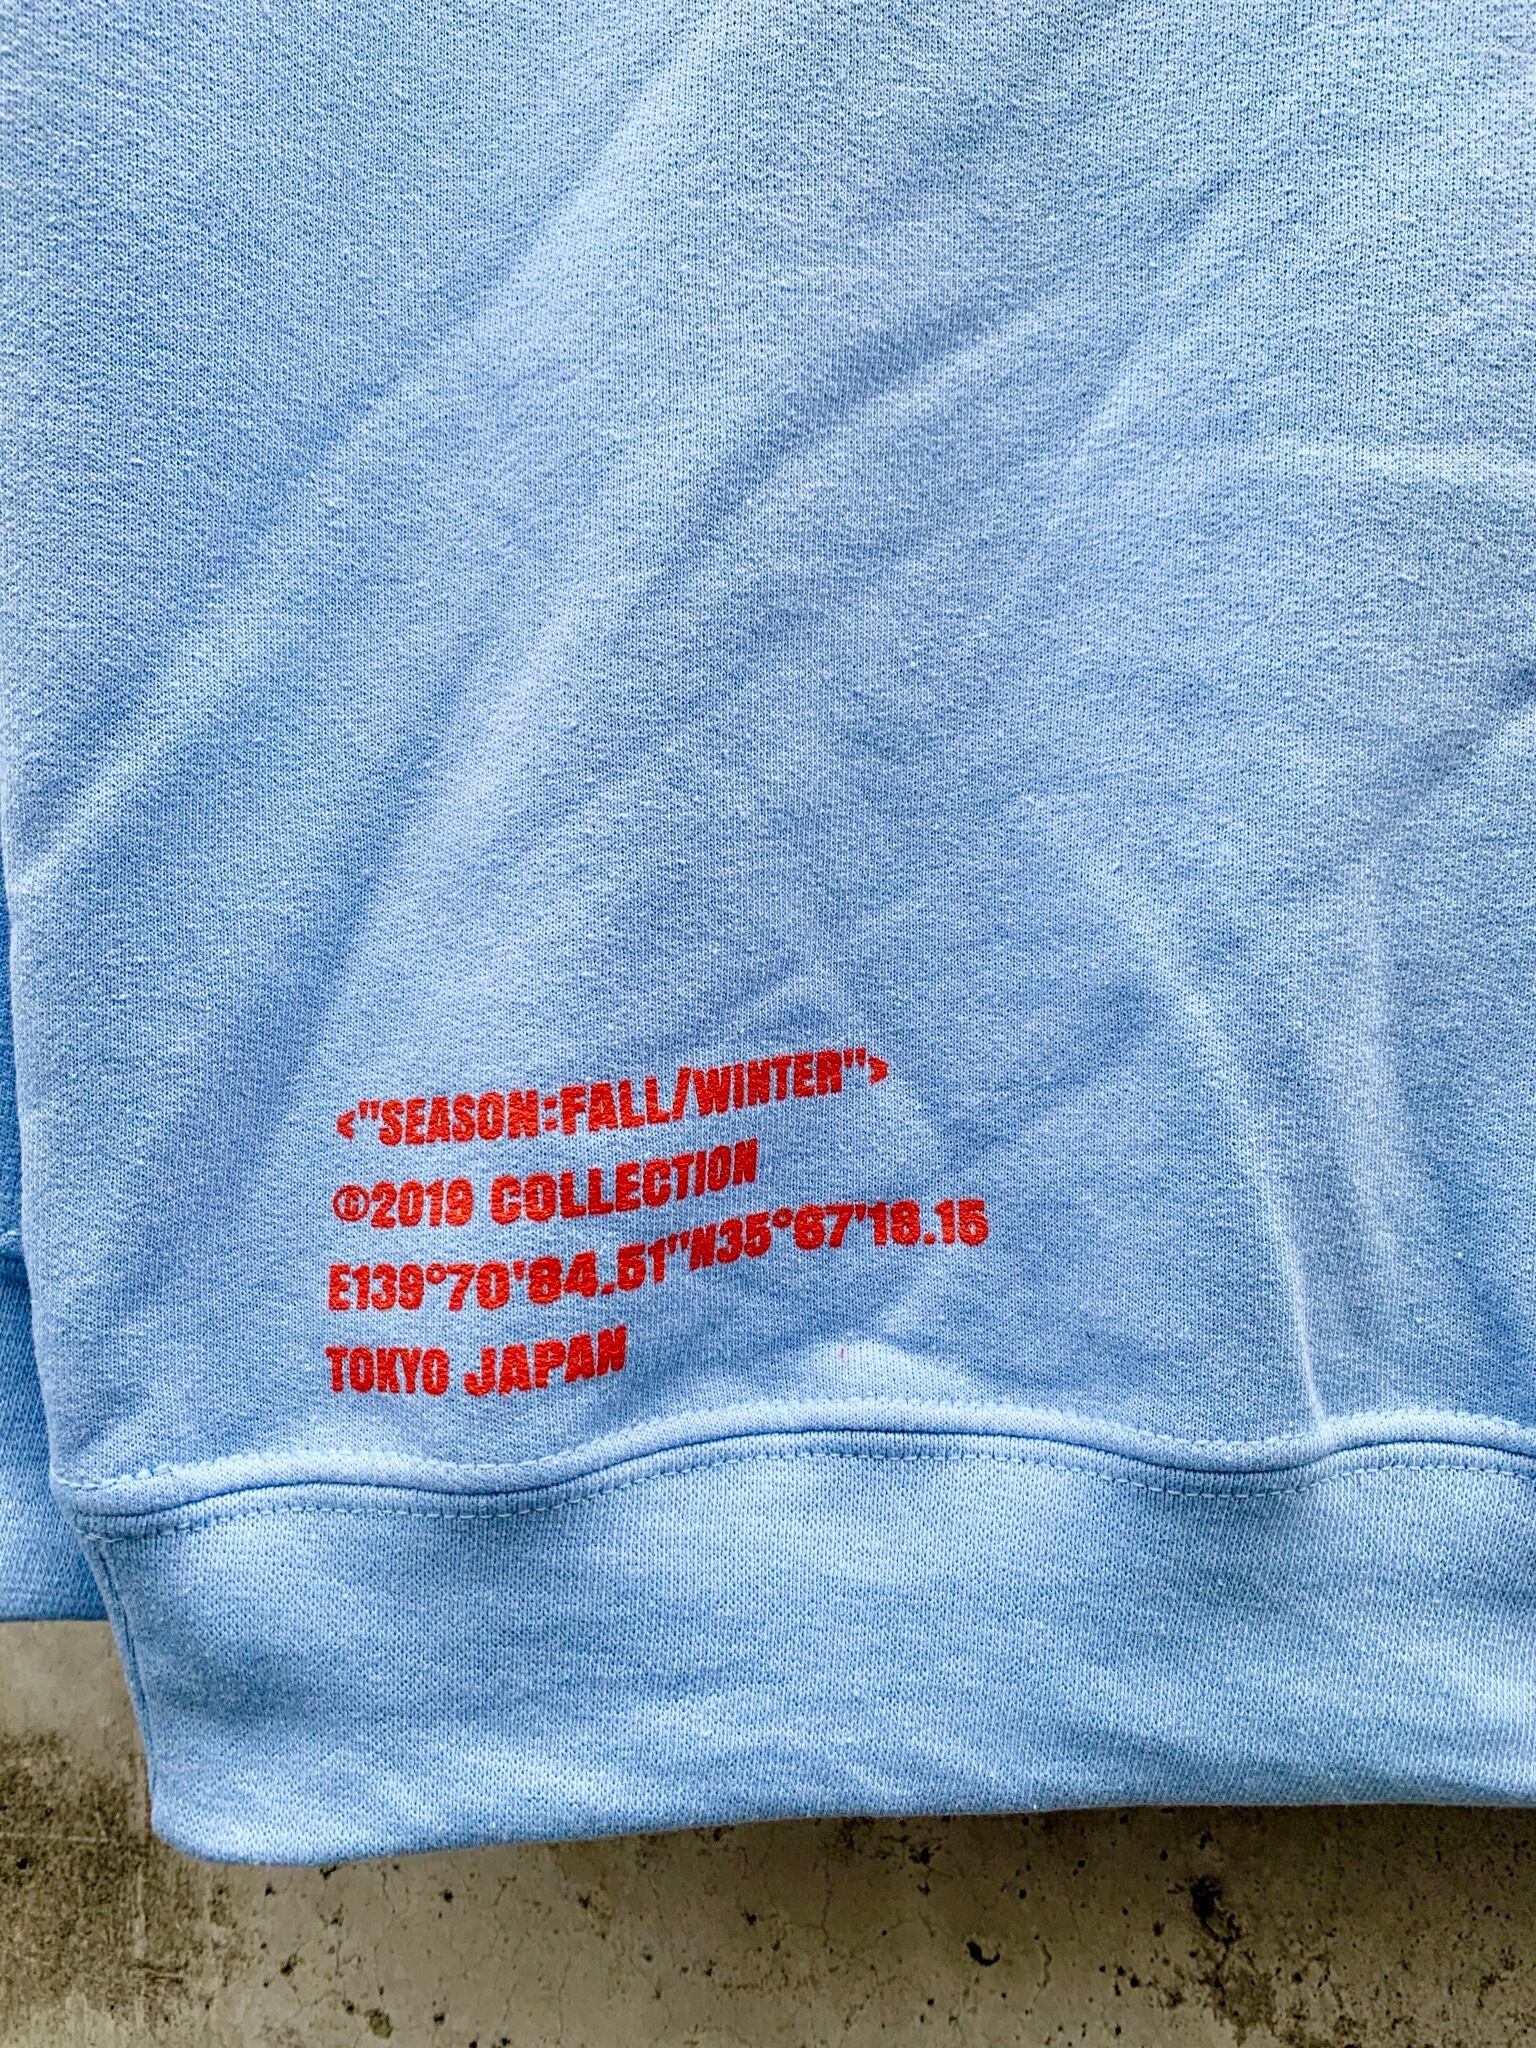 <"SEASON:FALL/WINTER">
©2019 COLLECTION
E139°70'84.51"N35°67'18.15
TOKYO JAPAN